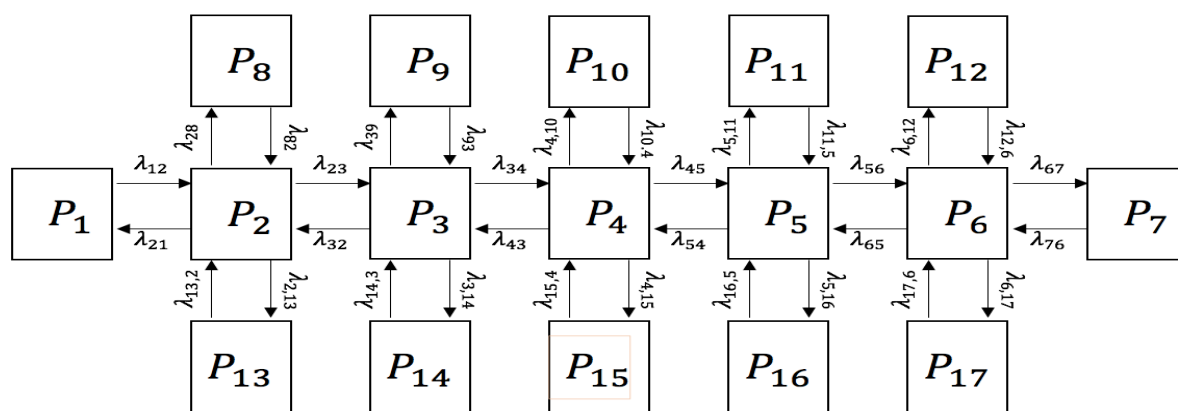 P₈ P₉ P₁₀ P₁₁ P₁₂
λ₂₈ λ₈₂ λ₃₉ λ₉₃ λ₄,₁₀ λ₁₀.₄ λ₅,₁₁ λ₁₁,₅ λ₆,₁₂ λ₁₂,₆
λ₁₂ λ₂₃ λ₃₄ λ₄₅ λ₅₆ λ₆₇
P₁ P₂ P₃ P₄ P₅ P₆ P₇
λ₂₁ λ₃₂ λ₄₃ λ₅₄ λ₆₅ λ₇₆
λ₁₃,₂ λ₂,₁₃ λ₁₄,₃ λ₃,₁₄ λ₁₅,₄ λ₄,₁₅ λ₁₆,₅ λ₅,₁₆ λ₁₇,₆ λ₆,₁₇
P₁₃ P₁₄ P₁₅ P₁₆ P₁₇